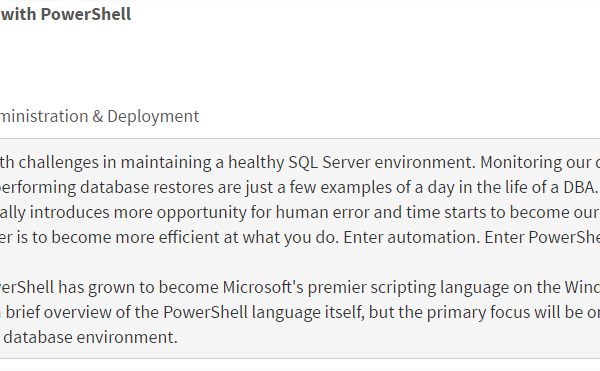 with PowerShell
ministration & Deployment
th challenges in maintaining a healthy SQL Server environment. Monitoring our
performing database restores are just a few examples of a day in the life of a DBA.
ally introduces more opportunity for human error and time starts to become our
er is to become more efficient at what you do. Enter automation. Enter PowerShe
verShell has grown to become Microsoft's premier scripting language on the Wind
brief overview of the PowerShell language itself, but the primary focus will be on
database environment.